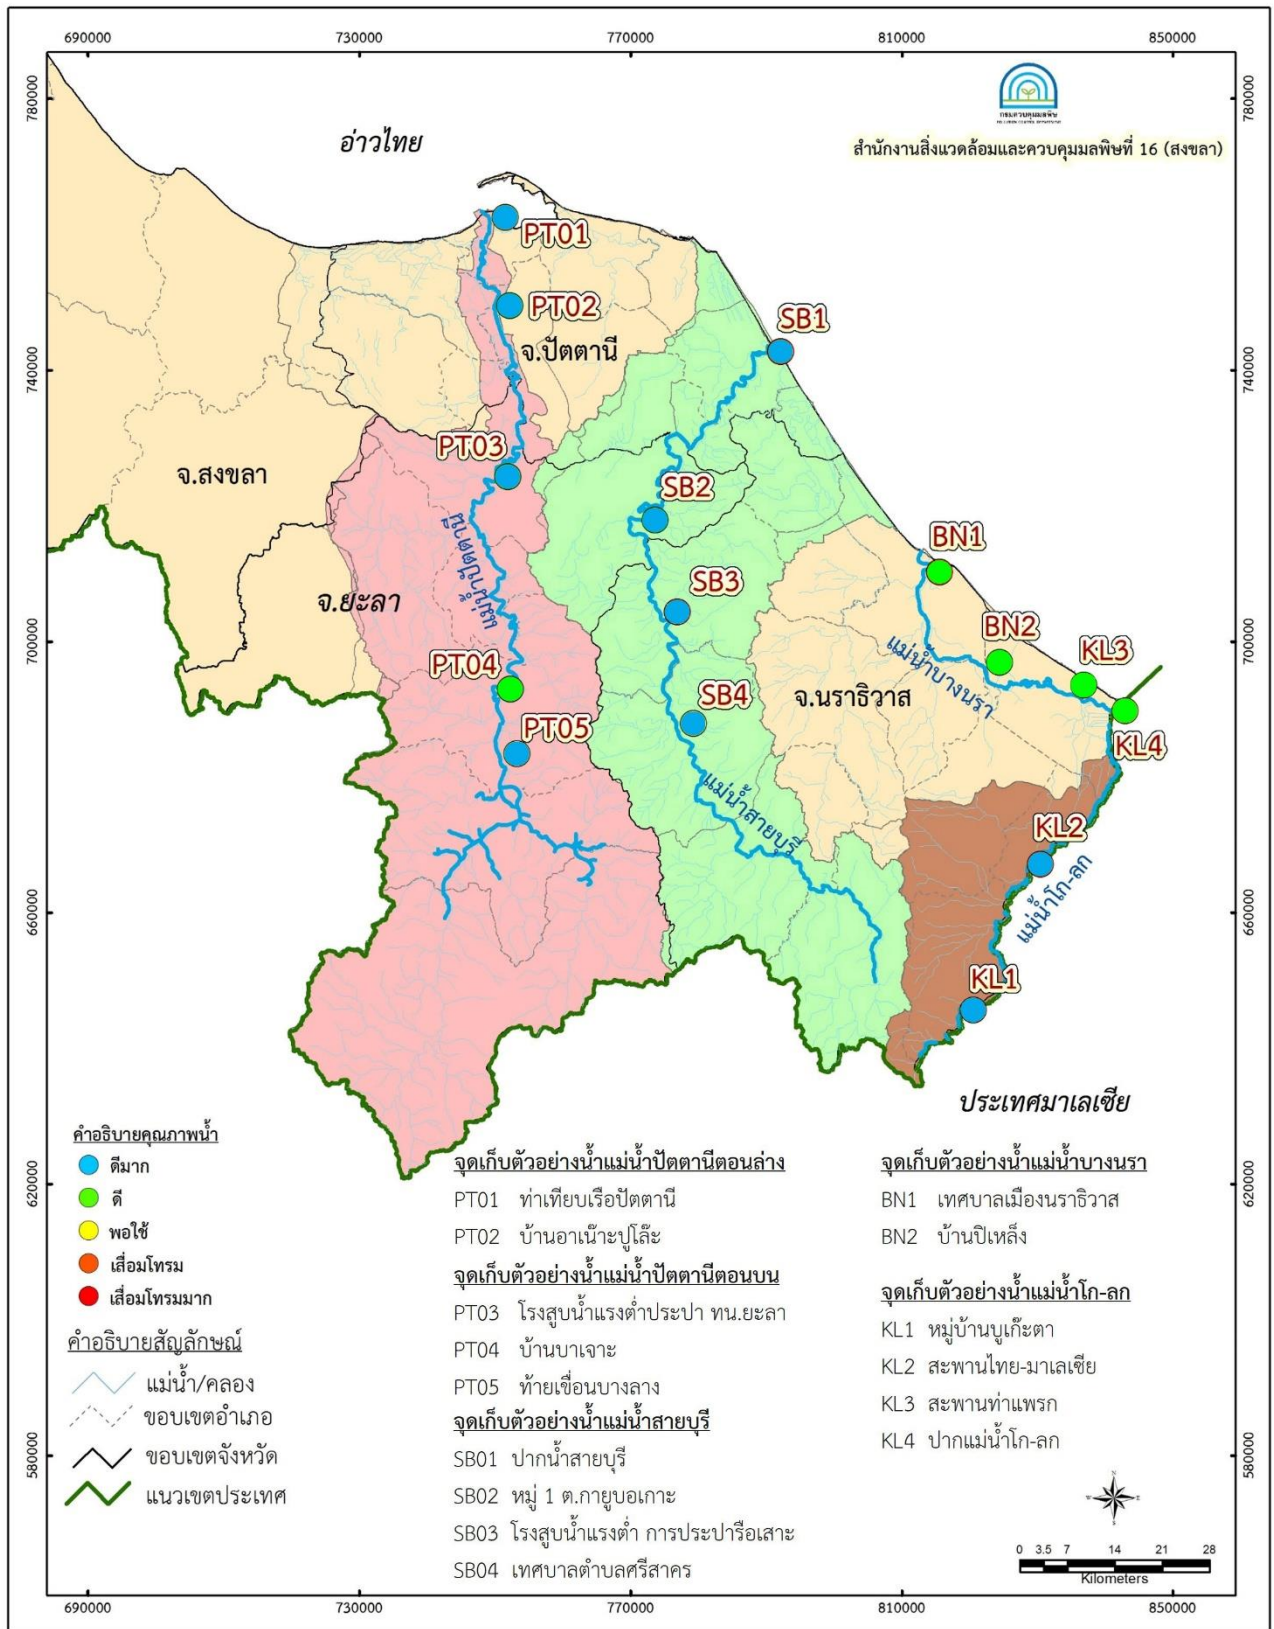 690000 730000 770000 810000 850000
780000 780000
กรมควบคุมมลพิษ
สำนักงานสิ่งแวดล้อมและควบคุมมลพิษที่ 16 (สงขลา)
อ่าวไทย
PT01
PT02
จ.ปัตตานี
SB1
740000 740000
PT03
จ.สงขลา
SB2
แม่น้ำปัตตานี
BN1
จ.ยะลา
SB3
BN2
KL3
700000 700000
PT04
แม่น้ำบางนรา
จ.นราธิวาส
SB4
KL4
PT05
แม่น้ำสายบุรี
KL2
แม่น้ำโก-ลก
660000 660000
KL1
ประเทศมาเลเซีย
620000 620000
คำอธิบายคุณภาพน้ำ
ดีมาก
ดี
พอใช้
เสื่อมโทรม
เสื่อมโทรมมาก
คำอธิบายสัญลักษณ์
แม่น้ำ/คลอง
ขอบเขตอำเภอ
ขอบเขตจังหวัด
แนวเขตประเทศ
จุดเก็บตัวอย่างน้ำแม่น้ำปัตตานีตอนล่าง
PT01 ท่าเทียบเรือปัตตานี
PT02 บ้านอาเน๊าะปูโล๊ะ
จุดเก็บตัวอย่างน้ำแม่น้ำปัตตานีตอนบน
PT03 โรงสูบน้ำแรงต่ำประปา ทน.ยะลา
PT04 บ้านบาเจาะ
PT05 ท้ายเขื่อนบางลาง
จุดเก็บตัวอย่างน้ำแม่น้ำสายบุรี
SB01 ปากน้ำสายบุรี
SB02 หมู่ 1 ต.กายูบอเกาะ
SB03 โรงสูบน้ำแรงต่ำ การประปารือเสาะ
SB04 เทศบาลตำบลศรีสาคร
จุดเก็บตัวอย่างน้ำแม่น้ำบางนรา
BN1 เทศบาลเมืองนราธิวาส
BN2 บ้านปิเหล็ง
จุดเก็บตัวอย่างน้ำแม่น้ำโก-ลก
KL1 หมู่บ้านบูเก๊ะตา
KL2 สะพานไทย-มาเลเซีย
KL3 สะพานท่าแพรก
KL4 ปากแม่น้ำโก-ลก
580000 580000
N
W E
S
0 3.5 7 14 21 28
Kilometers
690000 730000 770000 810000 850000